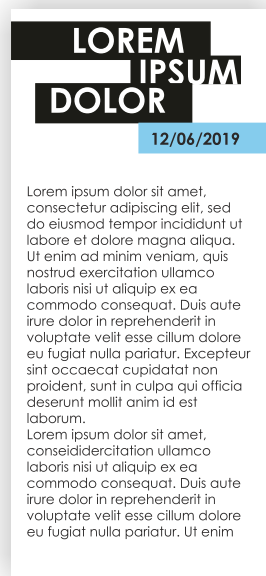 LOREM
IPSUM
DOLOR
12/06/2019
Lorem ipsum dolor sit amet,
consectetur adipiscing elit, sed
do eiusmod tempor incididunt ut
labore et dolore magna aliqua.
Ut enim ad minim veniam, quis
nostrud exercitation ullamco
laboris nisi ut aliquip ex ea
commodo consequat. Duis aute
irure dolor in reprehenderit in
voluptate velit esse cillum dolore
eu fugiat nulla pariatur. Excepteur
sint occaecat cupidatat non
proident, sunt in culpa qui officia
deserunt mollit anim id est
laborum.
Lorem ipsum dolor sit amet,
conseididercitation ullamco
laboris nisi ut aliquip ex ea
commodo consequat. Duis aute
irure dolor in reprehenderit in
voluptate velit esse cillum dolore
eu fugiat nulla pariatur. Ut enim